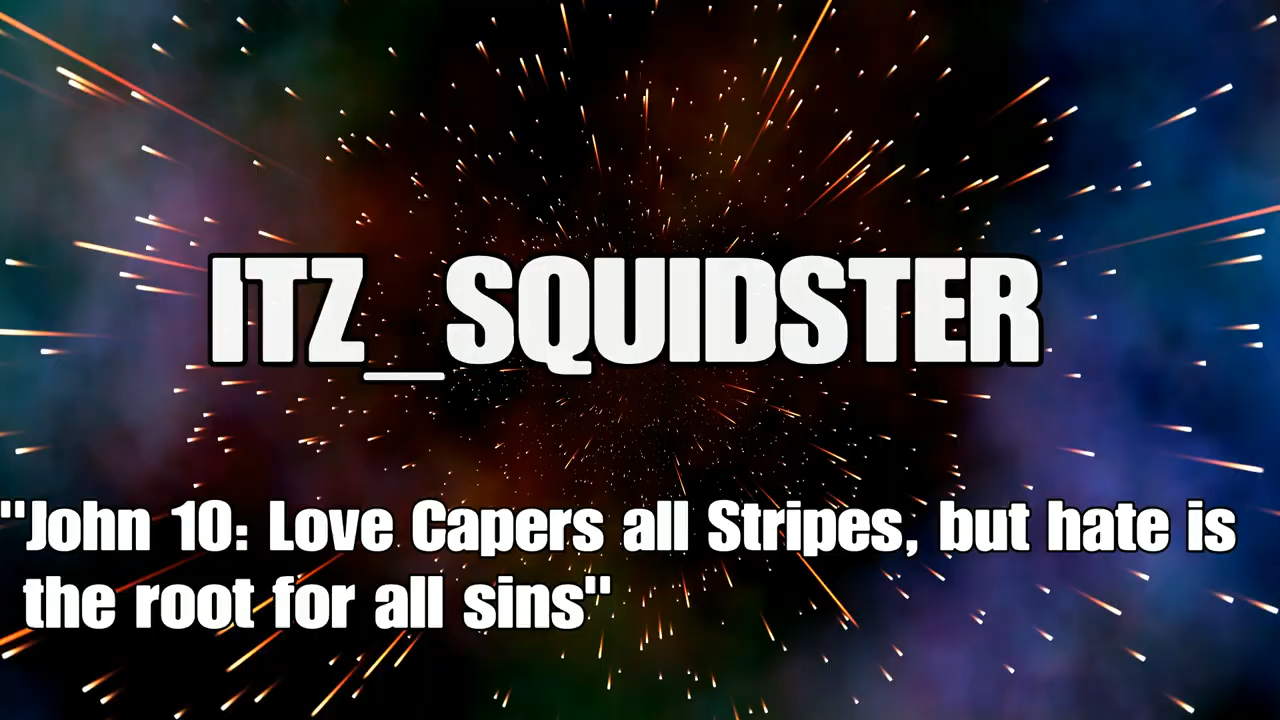 ITZ_SQUIDSTER
"John 10: Love Capers all Stripes, but hate is
the root for all sins"